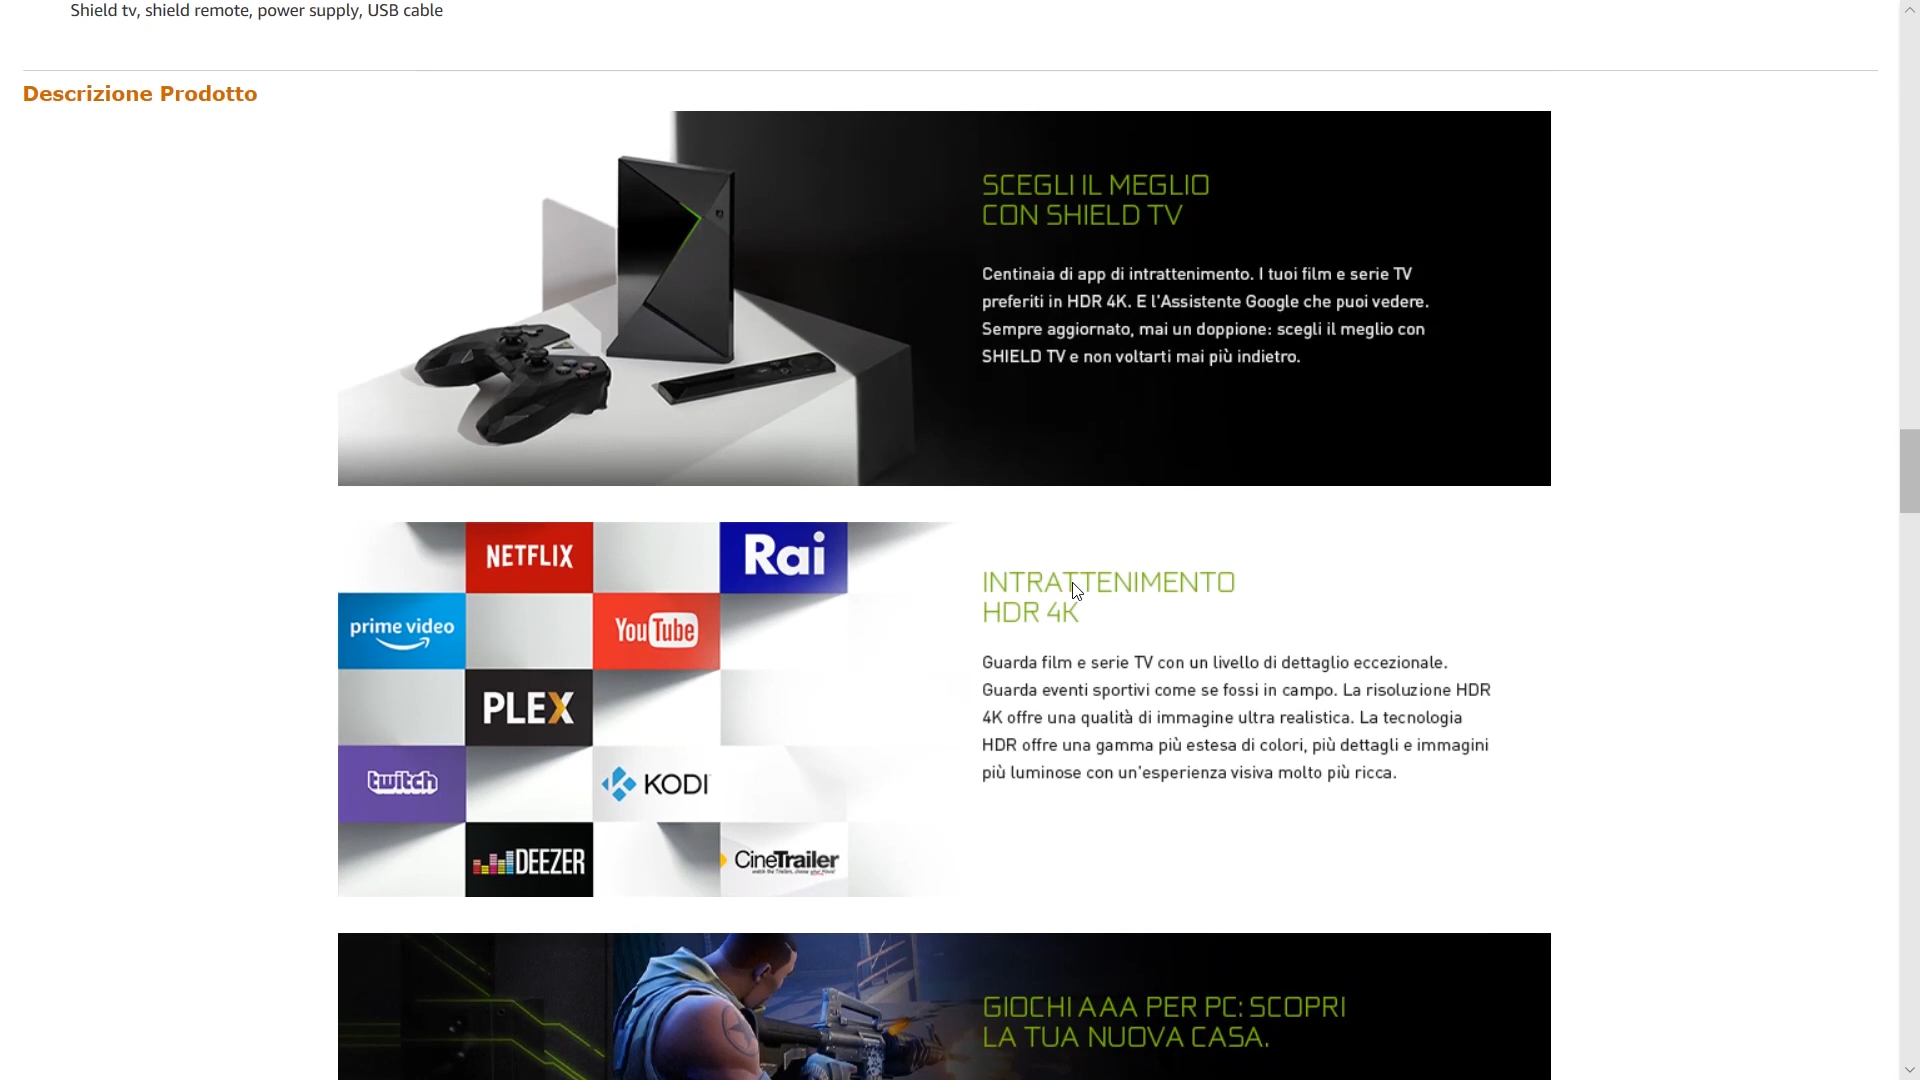 Shield tv, shield remote, power supply, USB cable
Descrizione Prodotto
SCEGLI IL MEGLIO
CON SHIELD TV
Centinaia di app di intrattenimento. I tuoi film e serie TV
preferiti in HDR 4K. E l'Assistente Google che puoi vedere.
Sempre aggiornato, mai un doppione: scegli il meglio con
SHIELD TV e non voltarti mai più indietro.
NETFLIX
Rai
prime video
YouTube
PLEX
twitch
KODI
DEEZER
CineTrailer
INTRATTENIMENTO
HDR 4K
Guarda film e serie TV con un livello di dettaglio eccezionale.
Guarda eventi sportivi come se fossi in campo. La risoluzione HDR
4K offre una qualità di immagine ultra realistica. La tecnologia
HDR offre una gamma più estesa di colori, più dettagli e immagini
più luminose con un'esperienza visiva molto più ricca.
GIOCHI AAA PER PC: SCOPRI
LA TUA NUOVA CASA.